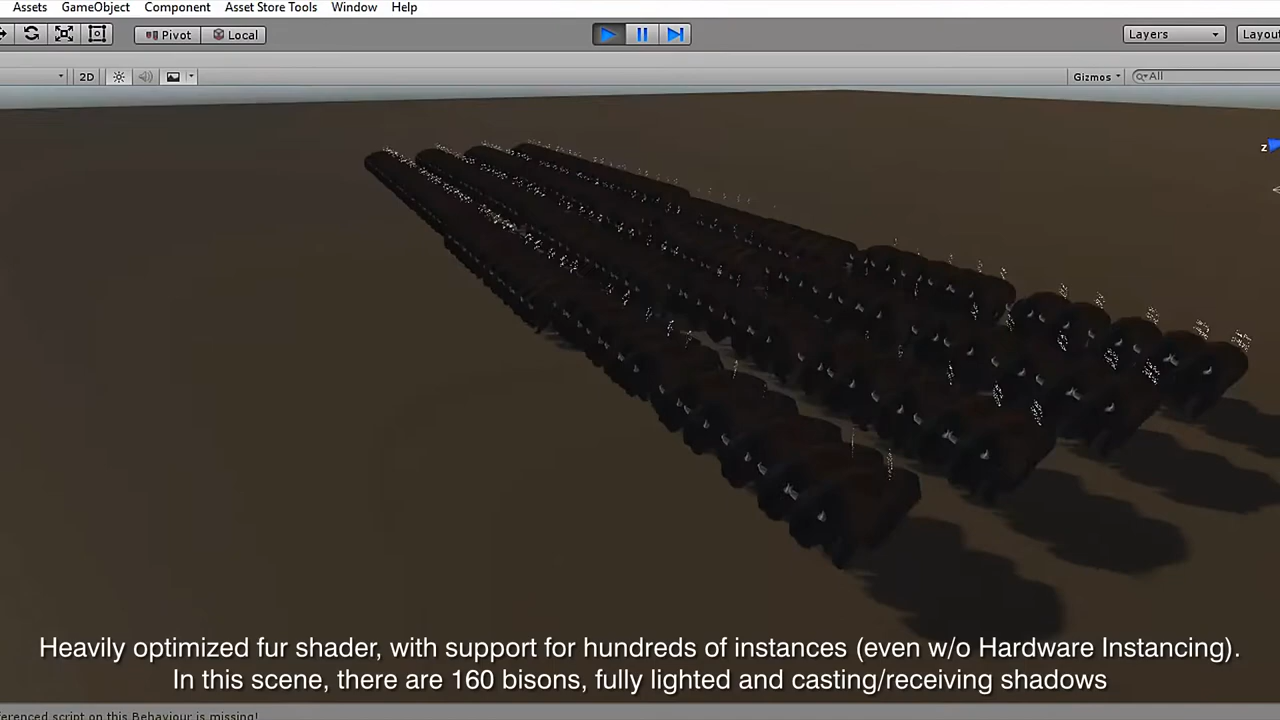 Assets GameObject Component Asset Store Tools Window Help
Pivot Local Layers Layou
2D Gizmos All
z
Heavily optimized fur shader, with support for hundreds of instances (even w/o Hardware Instancing).
In this scene, there are 160 bisons, fully lighted and casting/receiving shadows
ferenced script on this Behaviour is missing!